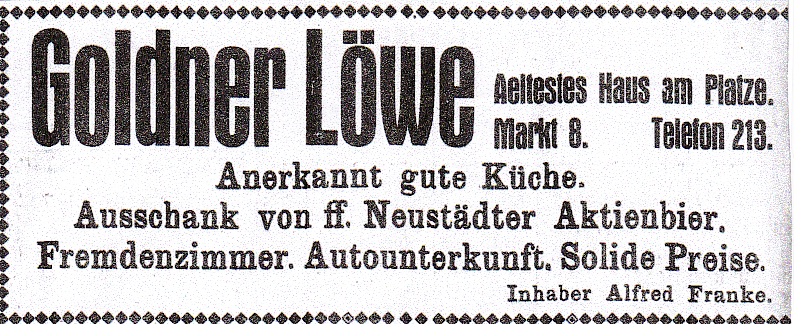 Goldner Löwe
Aeltestes Haus am Platze.
Markt 8. Telefon 213.
Anerkannt gute Küche.
Ausschank von ff. Neustädter Aktienbier.
Fremdenzimmer. Autounterkunft. Solide Preise.
Inhaber Alfred Franke.